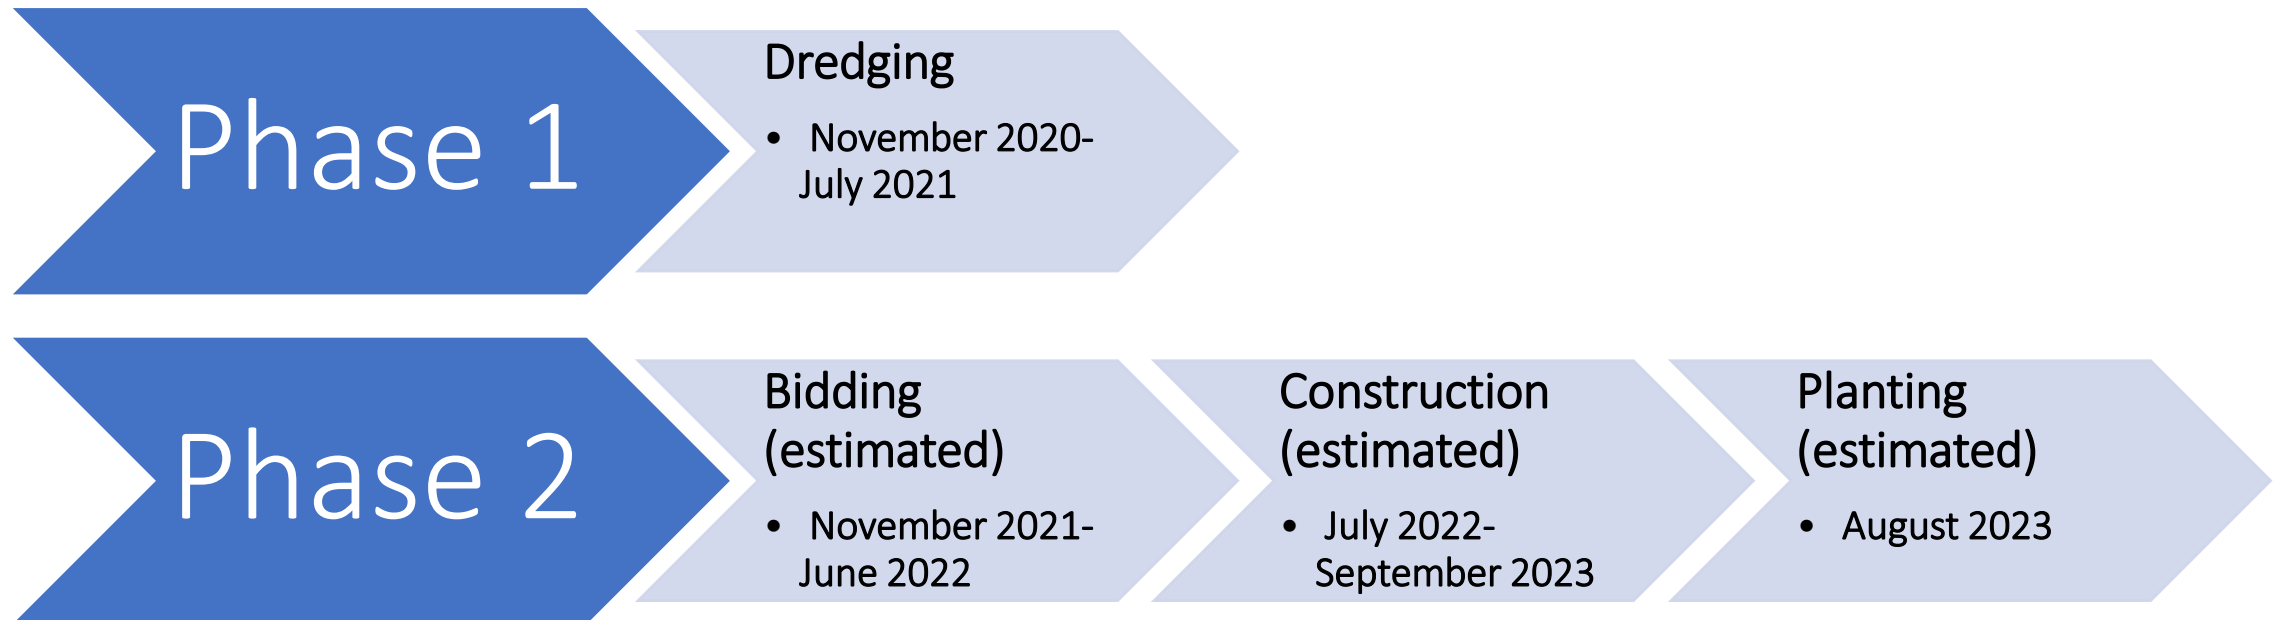 Phase 1
Dredging
• November 2020-
July 2021
Phase 2
Bidding
(estimated)
• November 2021-
June 2022
Construction
(estimated)
• July 2022-
September 2023
Planting
(estimated)
• August 2023